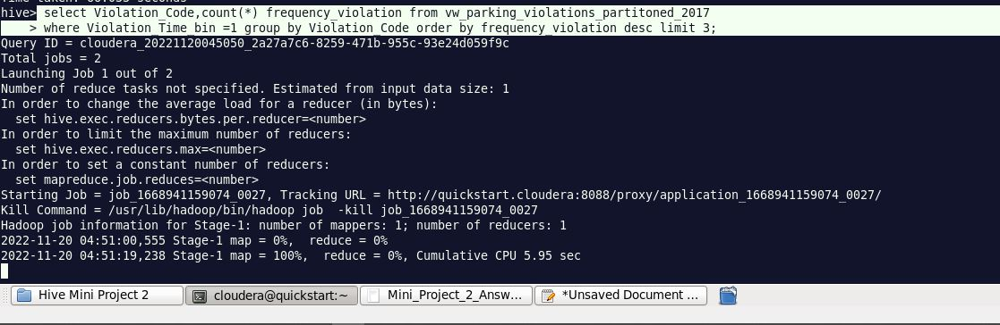 hive> select Violation_Code,count(*) frequency_violation from vw_parking_violations_partitoned_2017
    > where Violation_Time_bin =1 group by Violation_Code order by frequency_violation desc limit 3;
Query ID = cloudera_20221120045050_2a27a7c6-8259-471b-955c-93e24d059f9c
Total jobs = 2
Launching Job 1 out of 2
Number of reduce tasks not specified. Estimated from input data size: 1
In order to change the average load for a reducer (in bytes):
  set hive.exec.reducers.bytes.per.reducer=<number>
In order to limit the maximum number of reducers:
  set hive.exec.reducers.max=<number>
In order to set a constant number of reducers:
  set mapreduce.job.reduces=<number>
Starting Job = job_1668941159074_0027, Tracking URL = http://quickstart.cloudera:8088/proxy/application_1668941159074_0027/
Kill Command = /usr/lib/hadoop/bin/hadoop job  -kill job_1668941159074_0027
Hadoop job information for Stage-1: number of mappers: 1; number of reducers: 1
2022-11-20 04:51:00,555 Stage-1 map = 0%,  reduce = 0%
2022-11-20 04:51:19,238 Stage-1 map = 100%,  reduce = 0%, Cumulative CPU 5.95 sec
Hive Mini Project 2 cloudera@quickstart:~ Mini_Project_2_Answ... *Unsaved Document ...